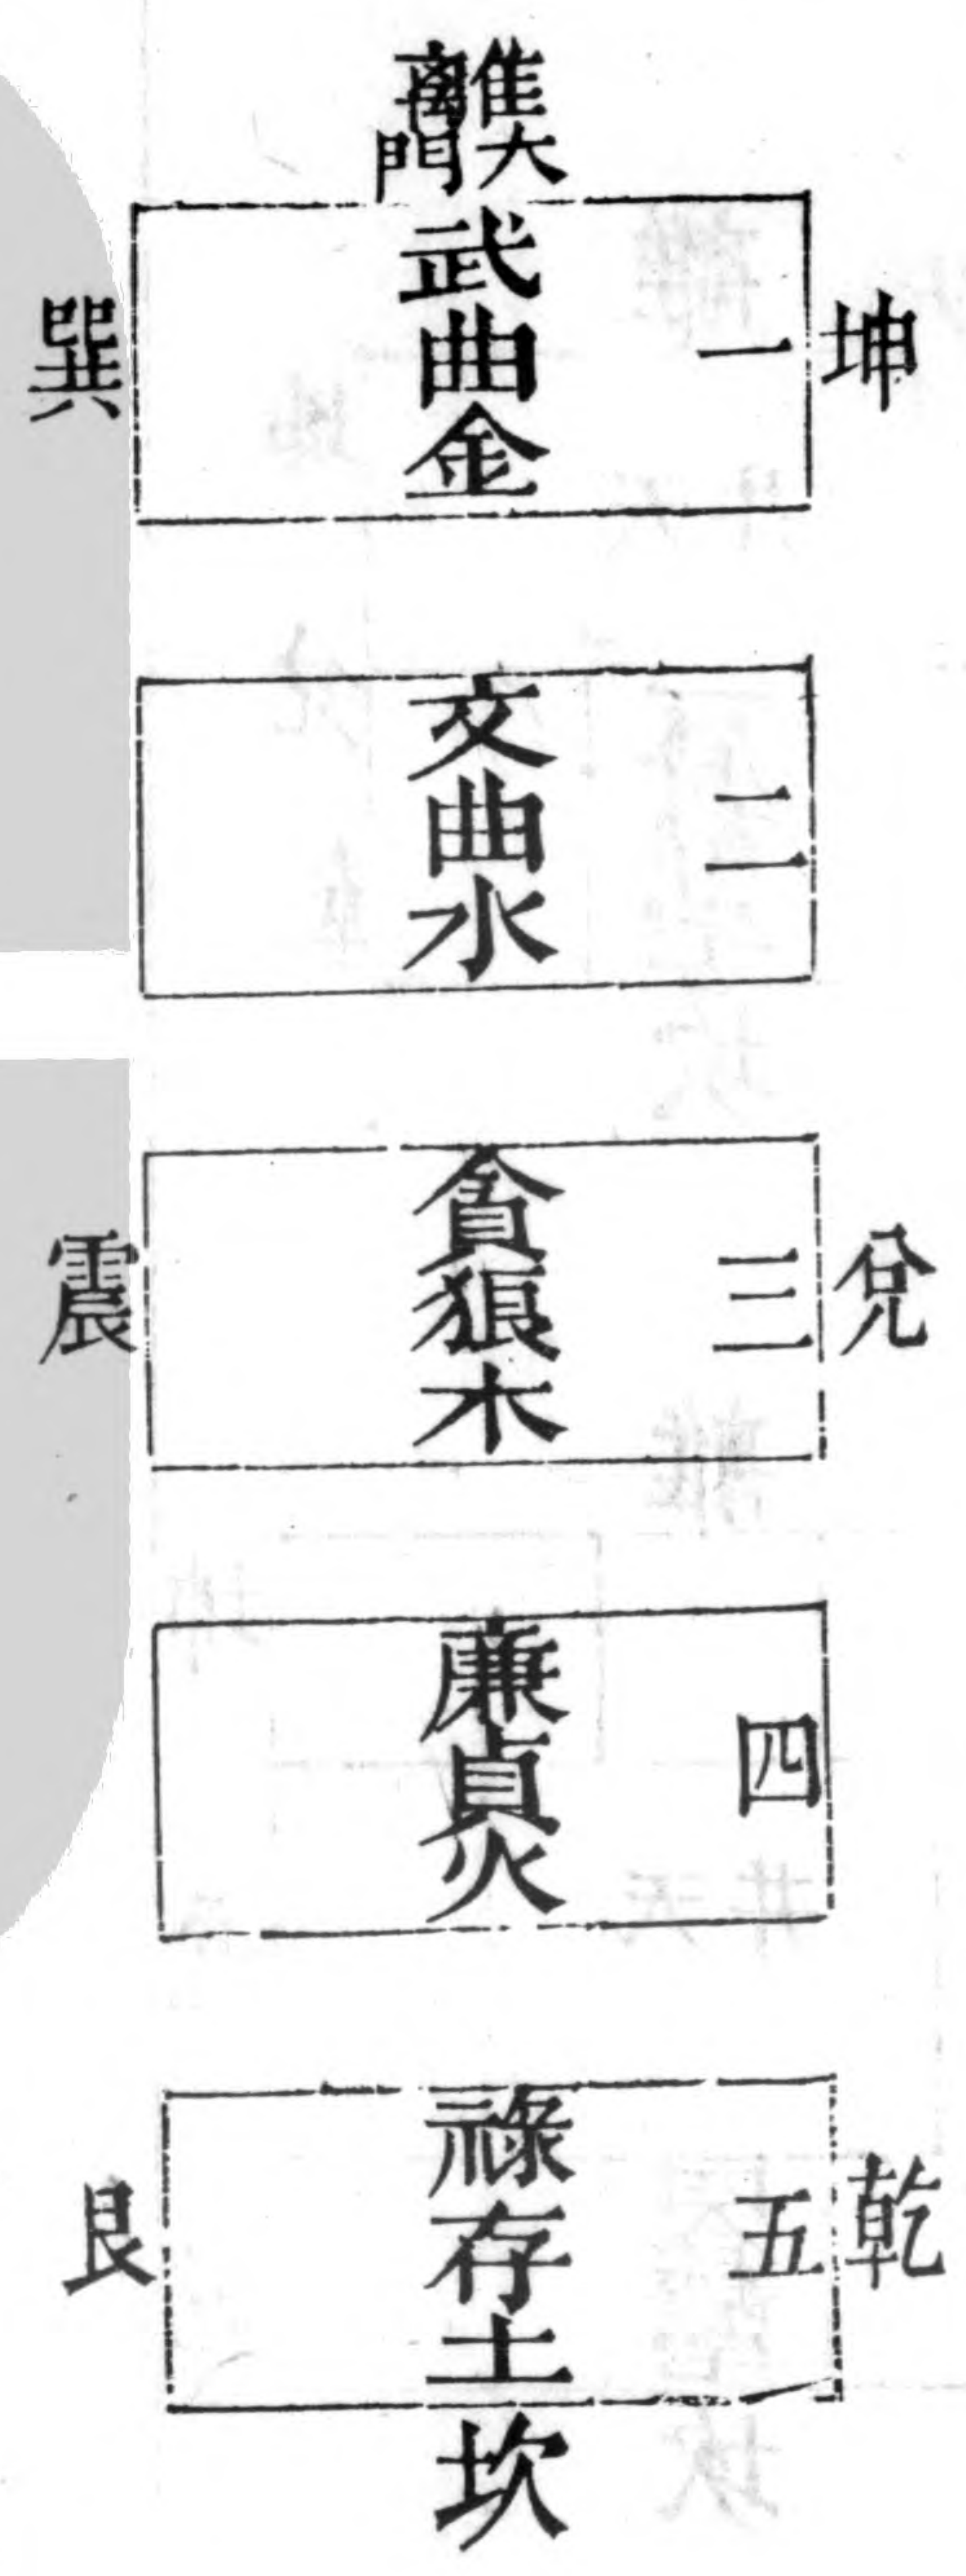 離
大門
坤
一
武曲金
巽
二
文曲水
兌
三
貪狼木
震
四
廉貞火
乾
五
祿存土
艮
坎